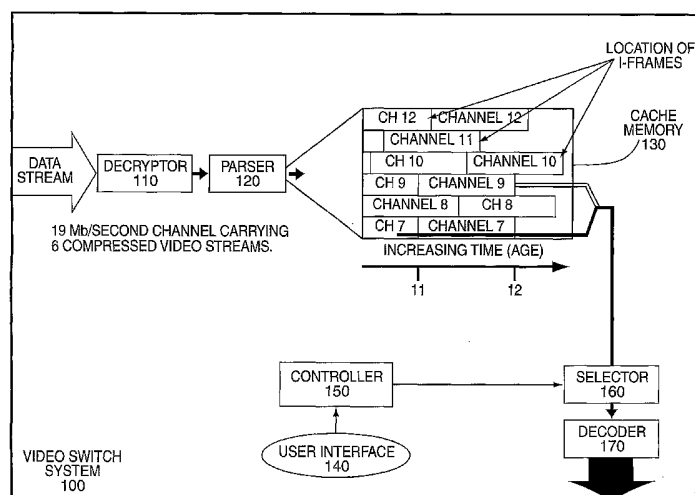 LOCATION OF
I-FRAMES
CH 12
CHANNEL 12
CHANNEL 11
CH 10
CHANNEL 10
CH 9
CHANNEL 9
CHANNEL 8
CH 8
CH 7
CHANNEL 7
CACHE
MEMORY
130
DATA
STREAM
DECRYPTOR
110
PARSER
120
19 Mb/SECOND CHANNEL CARRYING
6 COMPRESSED VIDEO STREAMS.
INCREASING TIME (AGE)
11
12
CONTROLLER
150
SELECTOR
160
USER INTERFACE
140
DECODER
170
VIDEO SWITCH
SYSTEM
100